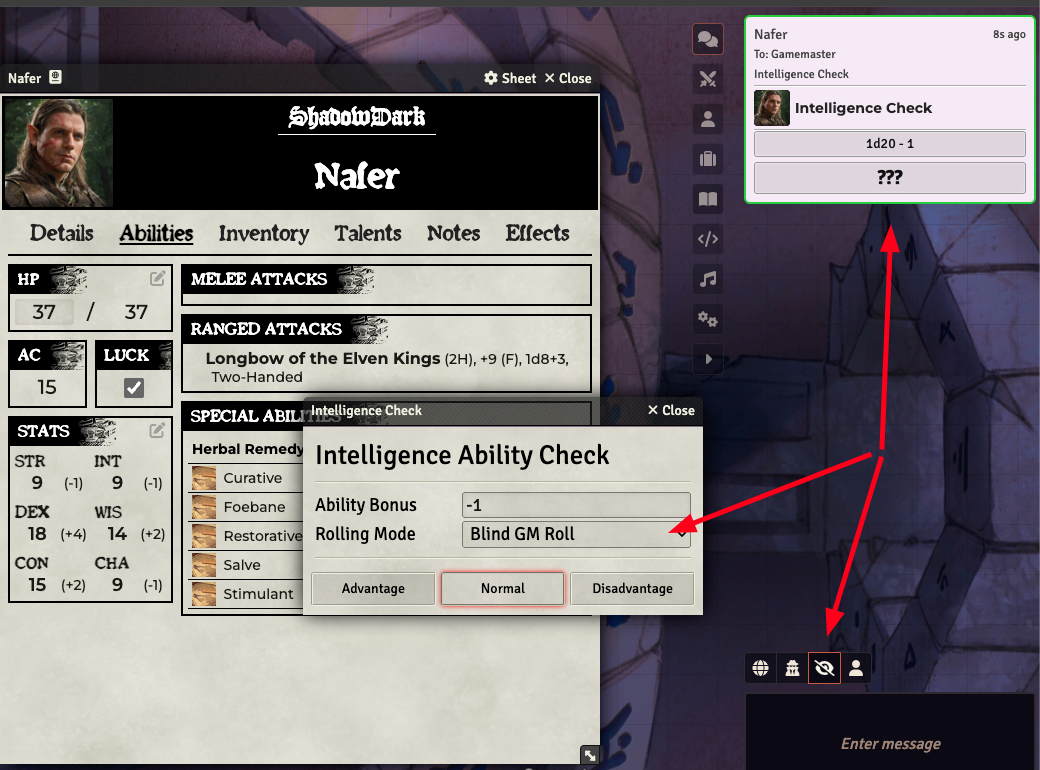 Nafer
Sheet
Close
ShadowDark
Nafer
Details
Abilities
Inventory
Talents
Notes
Effects
HP
37 / 37
AC
15
LUCK
STATS
STR
9 (-1)
INT
9 (-1)
DEX
18 (+4)
WIS
14 (+2)
CON
15 (+2)
CHA
9 (-1)
MELEE ATTACKS
RANGED ATTACKS
Longbow of the Elven Kings (2H), +9 (F), 1d8+3,
Two-Handed
SPECIAL ABILITIES
Herbal Remedy
Curative
Foebane
Restorative
Salve
Stimulant
Intelligence Check
Close
Intelligence Ability Check
Ability Bonus
-1
Rolling Mode
Blind GM Roll
Advantage
Normal
Disadvantage
Nafer
8s ago
To: Gamemaster
Intelligence Check
Intelligence Check
1d20 - 1
???
Enter message